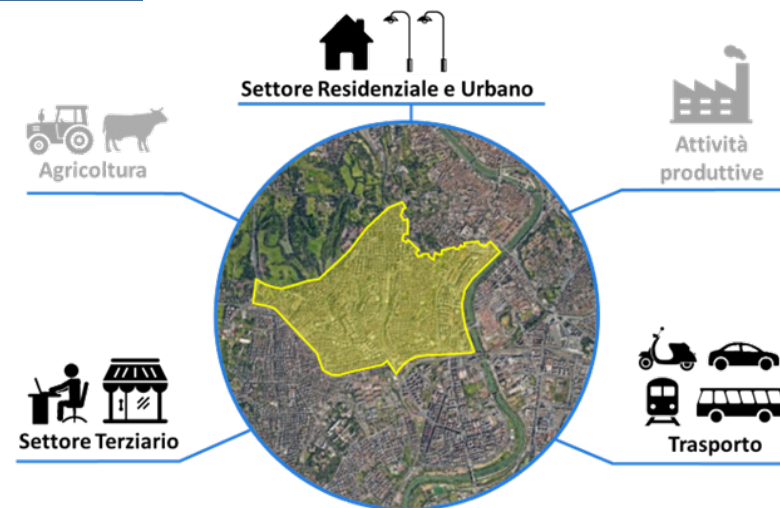 Settore Residenziale e Urbano
Agricoltura
Attività
produttive
Settore Terziario
Trasporto